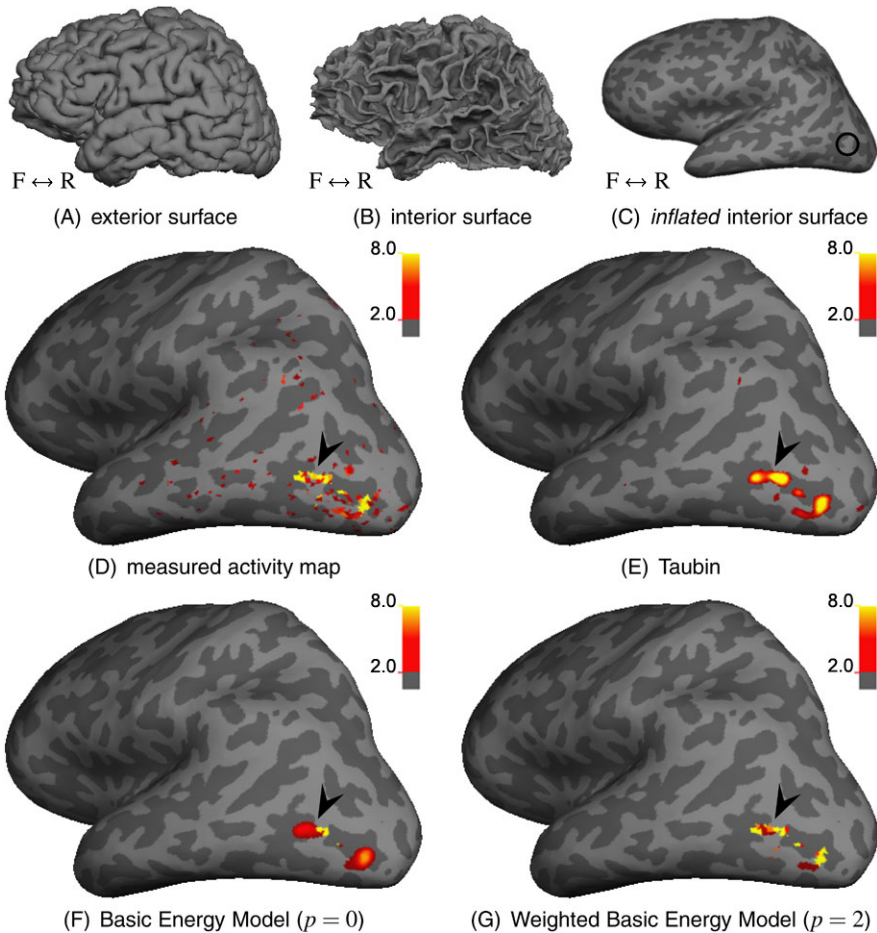 F ↔ R
F ↔ R
F ↔ R
(A) exterior surface
(B) interior surface
(C) inflated interior surface
8.0
2.0
8.0
2.0
(D) measured activity map
(E) Taubin
8.0
2.0
8.0
2.0
(F) Basic Energy Model (p = 0)
(G) Weighted Basic Energy Model (p = 2)